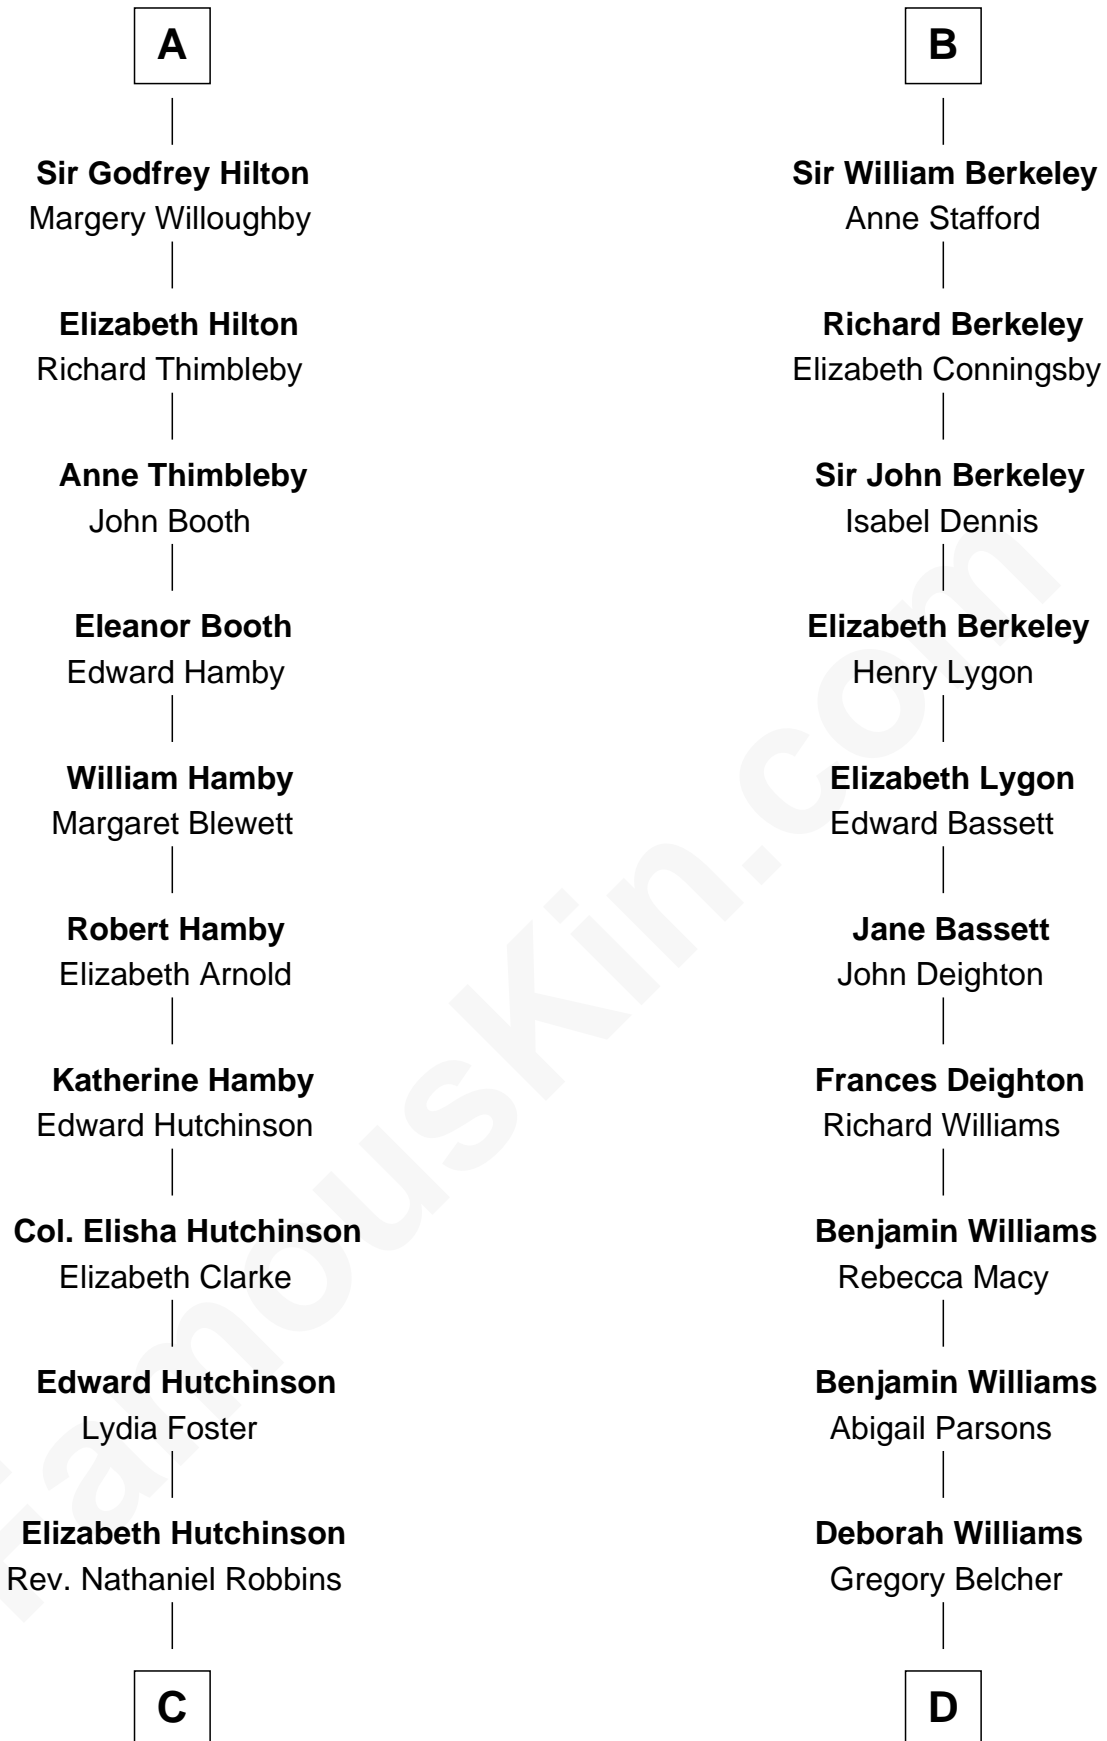 A
Sir Godfrey Hilton
Margery Willoughby
Elizabeth Hilton
Richard Thimbleby
Anne Thimbleby
John Booth
Eleanor Booth
Edward Hamby
William Hamby
Margaret Blewett
Robert Hamby
Elizabeth Arnold
Katherine Hamby
Edward Hutchinson
Col. Elisha Hutchinson
Elizabeth Clarke
Edward Hutchinson
Lydia Foster
Elizabeth Hutchinson
Rev. Nathaniel Robbins
C
B
Sir William Berkeley
Anne Stafford
Richard Berkeley
Elizabeth Conningsby
Sir John Berkeley
Isabel Dennis
Elizabeth Berkeley
Henry Lygon
Elizabeth Lygon
Edward Bassett
Jane Bassett
John Deighton
Frances Deighton
Richard Williams
Benjamin Williams
Rebecca Macy
Benjamin Williams
Abigail Parsons
Deborah Williams
Gregory Belcher
D
FamousKin.com